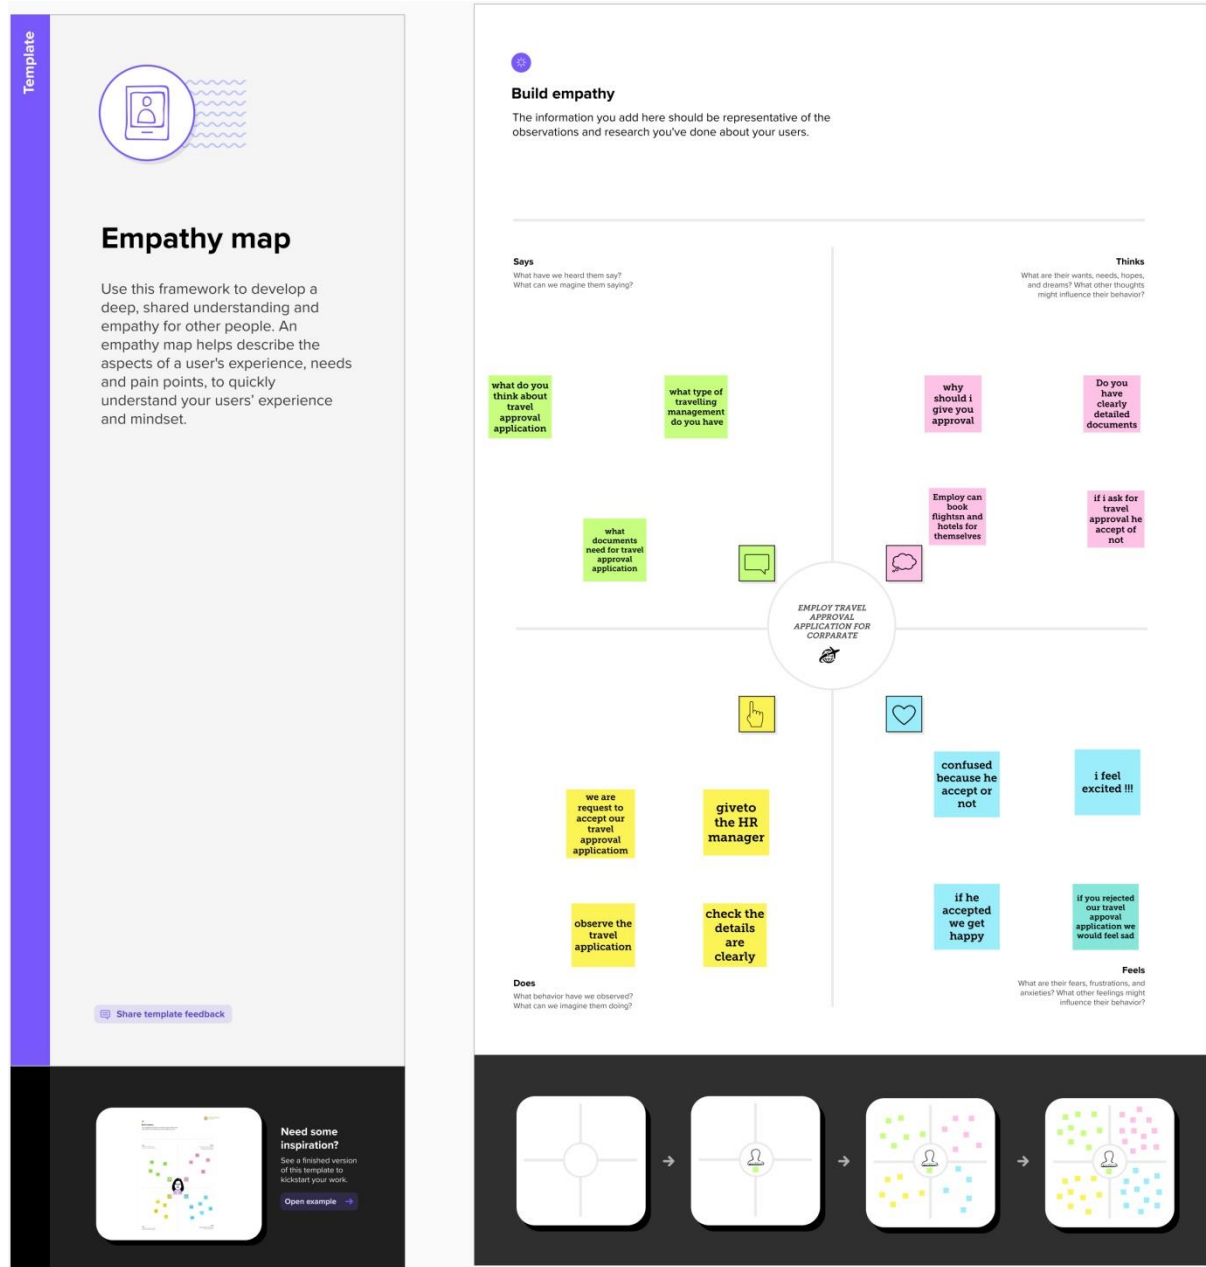 Template
Empathy map
Use this framework to develop a
deep, shared understanding and
empathy for other people. An
empathy map helps describe the
aspects of a user's experience, needs
and pain points, to quickly
understand your users' experience
and mindset.
Share template feedback
Need some
inspiration?
See a finished version
of this template to
kickstart your work.
Open example
Build empathy
The information you add here should be representative of the
observations and research you've done about your users.
Says
What have we heard them say?
What can we magine them saying?
Thinks
What are their wants, needs, hopes,
and dreams? What other thoughts
might influence their behavior?
what do you
think about
travel
approval
application
what type of
travelling
management
do you have
what
documents
need for travel
approval
application
why
should i
give you
approval
Do you
have
clearly
detailed
documents
Employ can
book
flightsn and
hotels for
themselves
if i ask for
travel
approval he
accept of
not
EMPLOY TRAVEL
APPROVAL
APPLICATION FOR
CORPARATE
we are
request to
accept our
travel
approval
applicatiom
giveto
the HR
manager
observe the
travel
application
check the
details
are
clearly
confused
because he
accept or
not
i feel
excited !!!
if he
accepted
we get
happy
if you rejected
our travel
appoval
application we
would feel sad
Does
What behavior have we observed?
What can we imagine them doing?
Feels
What are their fears, frustrations, and
anxieties? What other feelings might
influence their behavior?